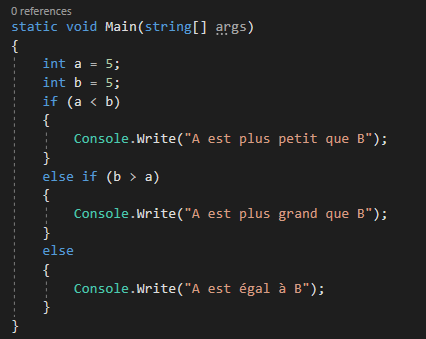 0 references
static void Main(string[] args)
{
int a = 5;
int b = 5;
if (a < b)
{
Console.Write("A est plus petit que B");
}
else if (b > a)
{
Console.Write("A est plus grand que B");
}
else
{
Console.Write("A est égal à B");
}
}